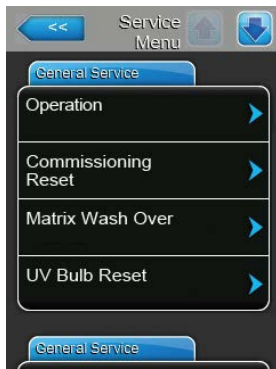 << Service
Menu
General Service
Operation
Commissioning
Reset
Matrix Wash Over
UV Bulb Reset
General Service